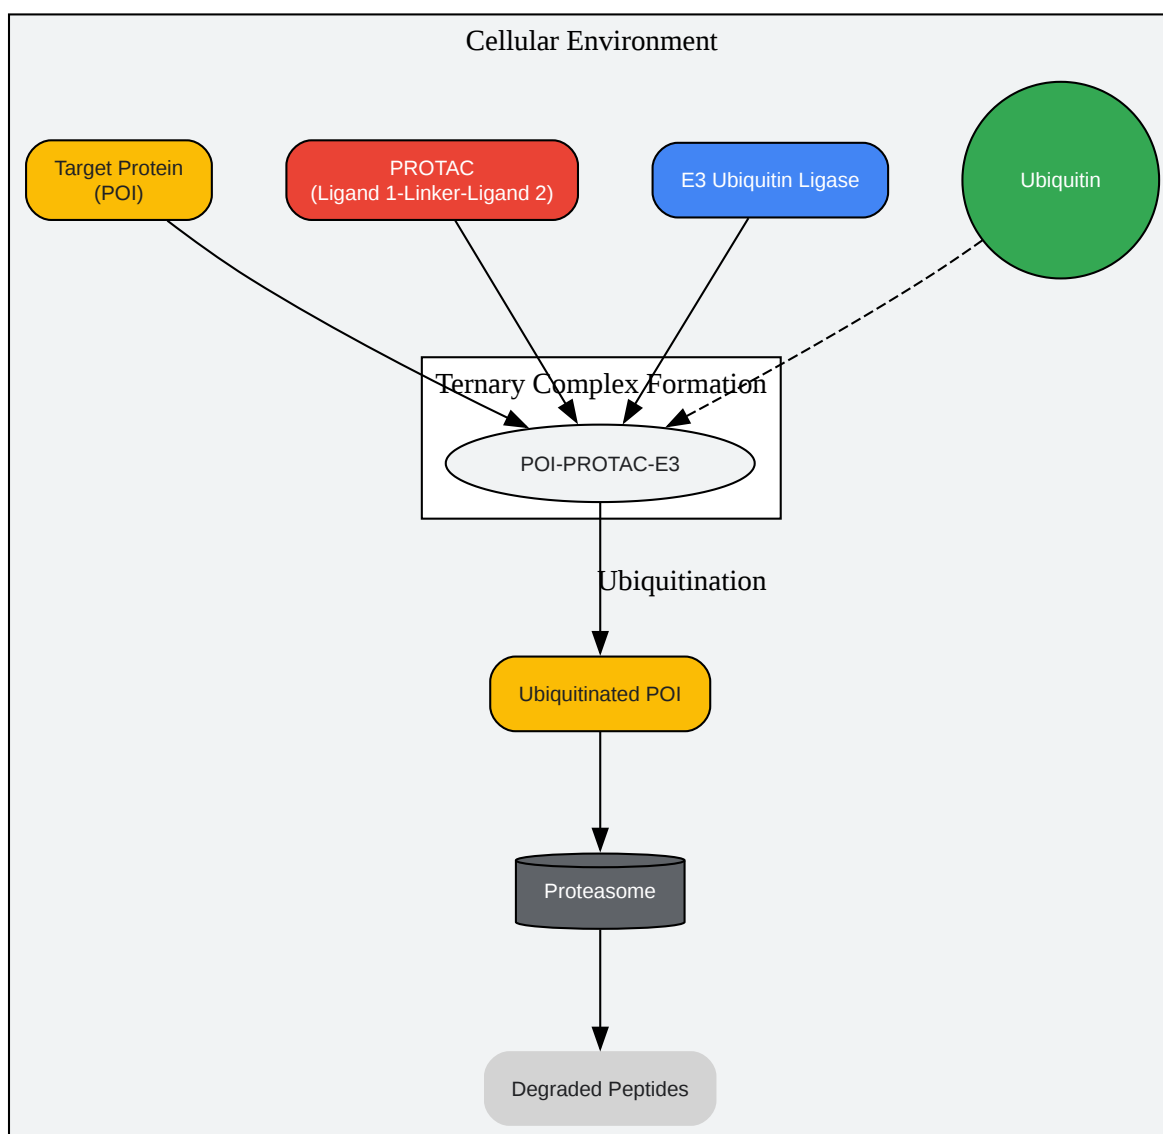 Cellular Environment
Target Protein
(POI)
PROTAC
(Ligand 1-Linker-Ligand 2)
E3 Ubiquitin Ligase
Ubiquitin
Ternary Complex Formation
POI-PROTAC-E3
Ubiquitination
Ubiquitinated POI
Proteasome
Degraded Peptides